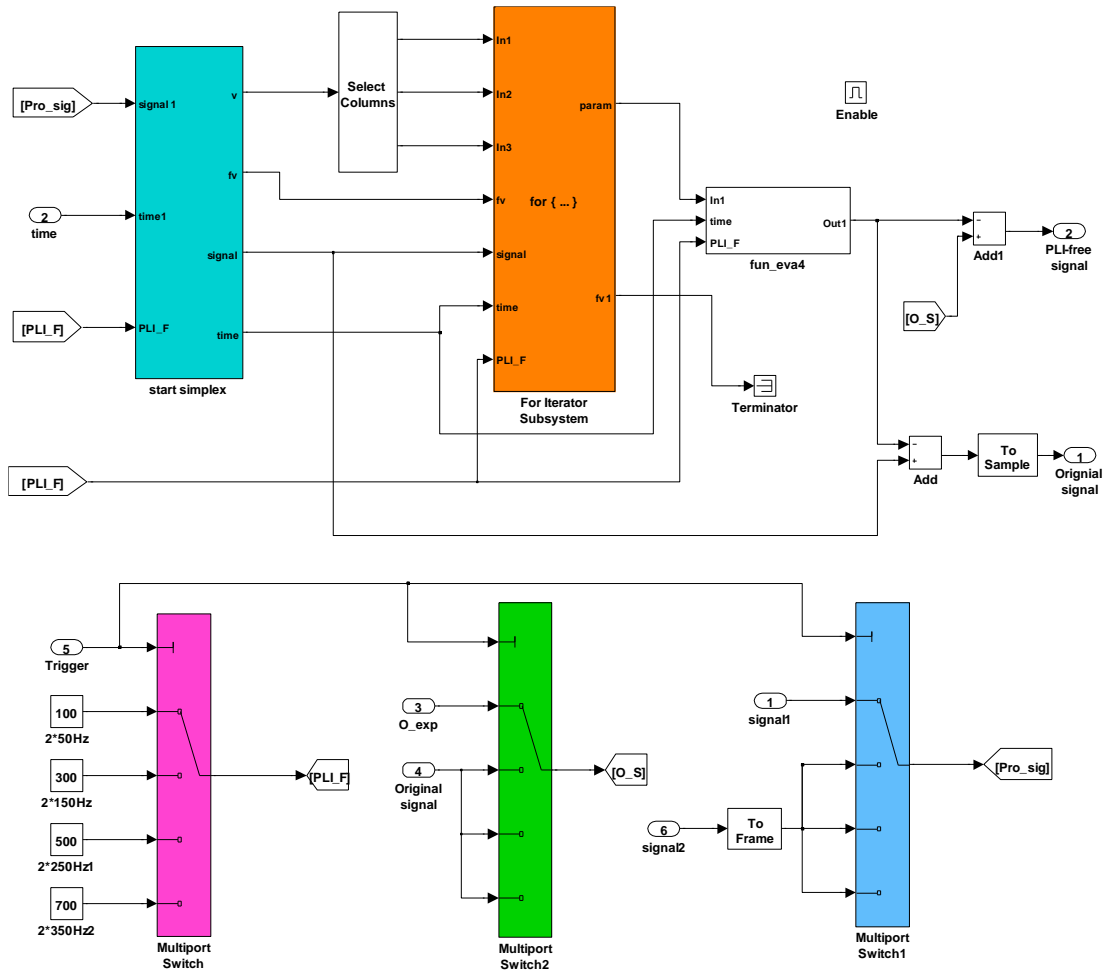 [Pro_sig]
signal 1
v
Select
Columns
In1
In2
In3
param
Enable
2
time
time1
fv
fv
for { ... }
In1
time
PLI_F
Out1
fun_eva4
−
+
Add1
2
PLI-free
signal
signal
signal
[O_S]
[PLI_F]
PLI_F
time
time
fv 1
PLI_F
start simplex
For Iterator
Subsystem
Terminator
[PLI_F]
−
+
Add
To
Sample
1
Orignial
signal
5
Trigger
100
2*50Hz
300
2*150Hz
500
2*250Hz1
700
2*350Hz2
[PLI_F]
Multiport
Switch
3
O_exp
4
Original
signal
[O_S]
Multiport
Switch2
1
signal1
6
signal2
To
Frame
[Pro_sig]
Multiport
Switch1